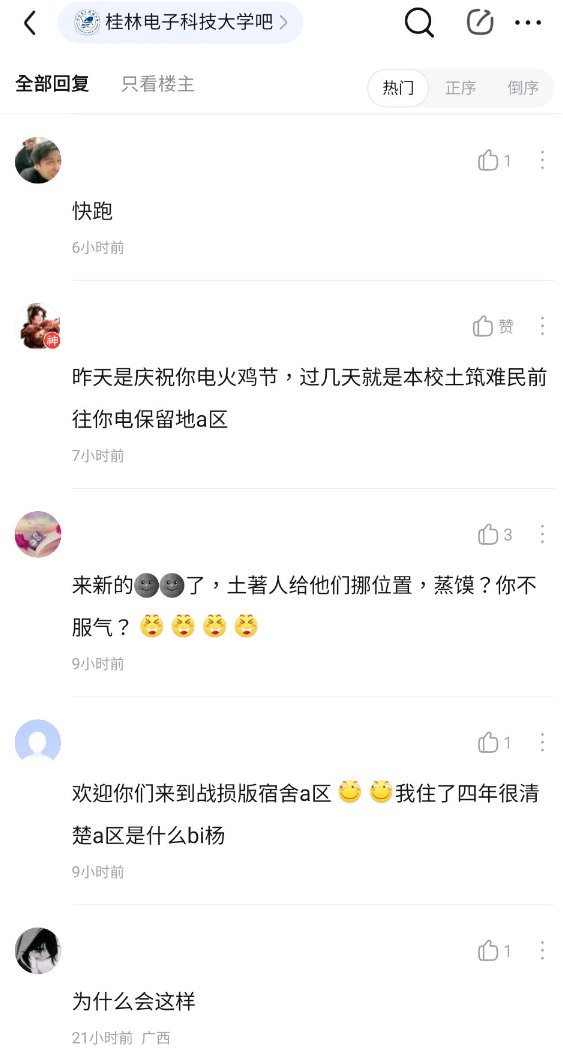 桂林电子科技大学吧
全部回复 只看楼主 热门 正序 倒序
1
快跑
6小时前
赞
神
昨天是庆祝你电火鸡节，过几天就是本校土筑难民前
往你电保留地a区
7小时前
3
来新的🌚🌚了，土著人给他们挪位置，蒸馍？你不
服气？
9小时前
1
欢迎你们来到战损版宿舍a区 我住了四年很清
楚a区是什么bi杨
9小时前
1
为什么会这样
21小时前 广西